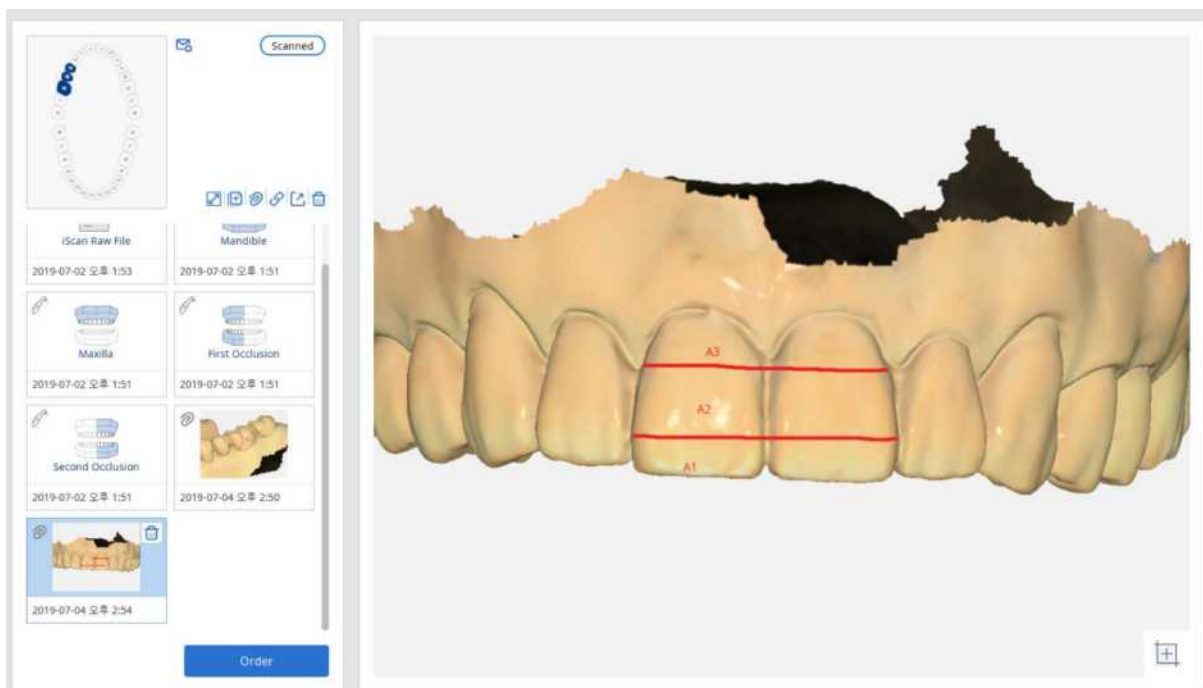 Scanned
iScan Raw File
Mandible
2019-07-02 오후 1:53
2019-07-02 오후 1:51
Maxilla
First Occlusion
2019-07-02 오후 1:51
2019-07-02 오후 1:51
Second Occlusion
2019-07-02 오후 1:51
2019-07-04 오후 2:50
2019-07-04 오후 2:54
Order
A3
A2
A1